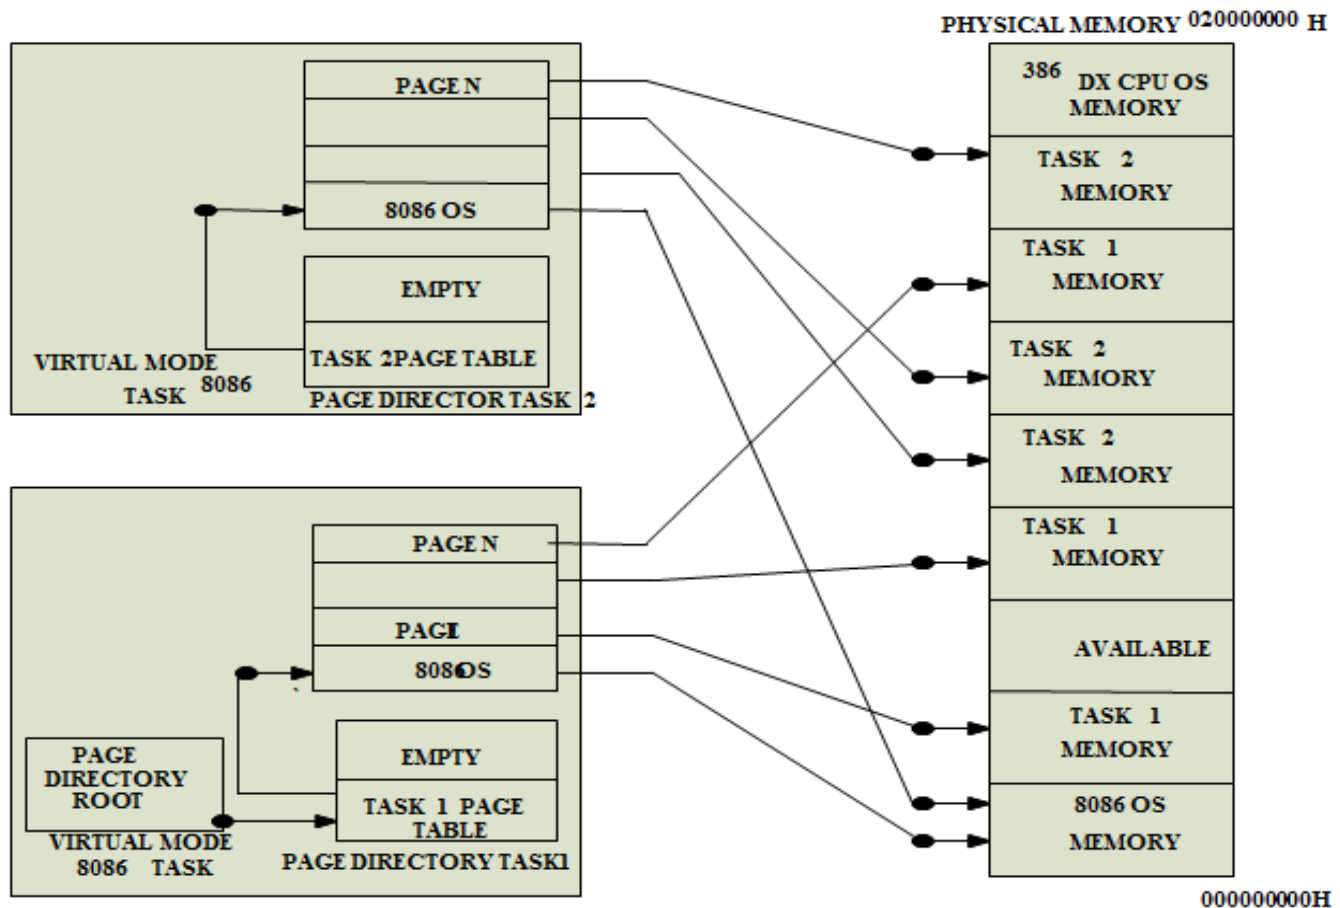 PHYSICAL MEMORY 020000000 H
PAGE N
8086 OS
EMPTY
TASK 2PAGE TABLE
VIRTUAL MODE
TASK 8086
PAGE DIRECTOR TASK 2
386 DX CPU OS
MEMORY
TASK 2
MEMORY
TASK 1
MEMORY
TASK 2
MEMORY
TASK 2
MEMORY
TASK 1
MEMORY
AVAILABLE
TASK 1
MEMORY
8086 OS
MEMORY
000000000H
PAGE N
8086 OS
EMPTY
TASK 1 PAGE
TABLE
PAGE
DIRECTORY
ROOT
VIRTUAL MODE
8086 TASK
PAGE DIRECTORY TASK1